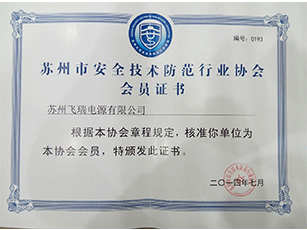 编号：0193
苏州市安全技术防范行业协会
会员证书
苏州飞瑞电源有限公司
根据本协会章程规定，核准你单位为
本协会会员，特颁发此证书。
二〇一四年七月